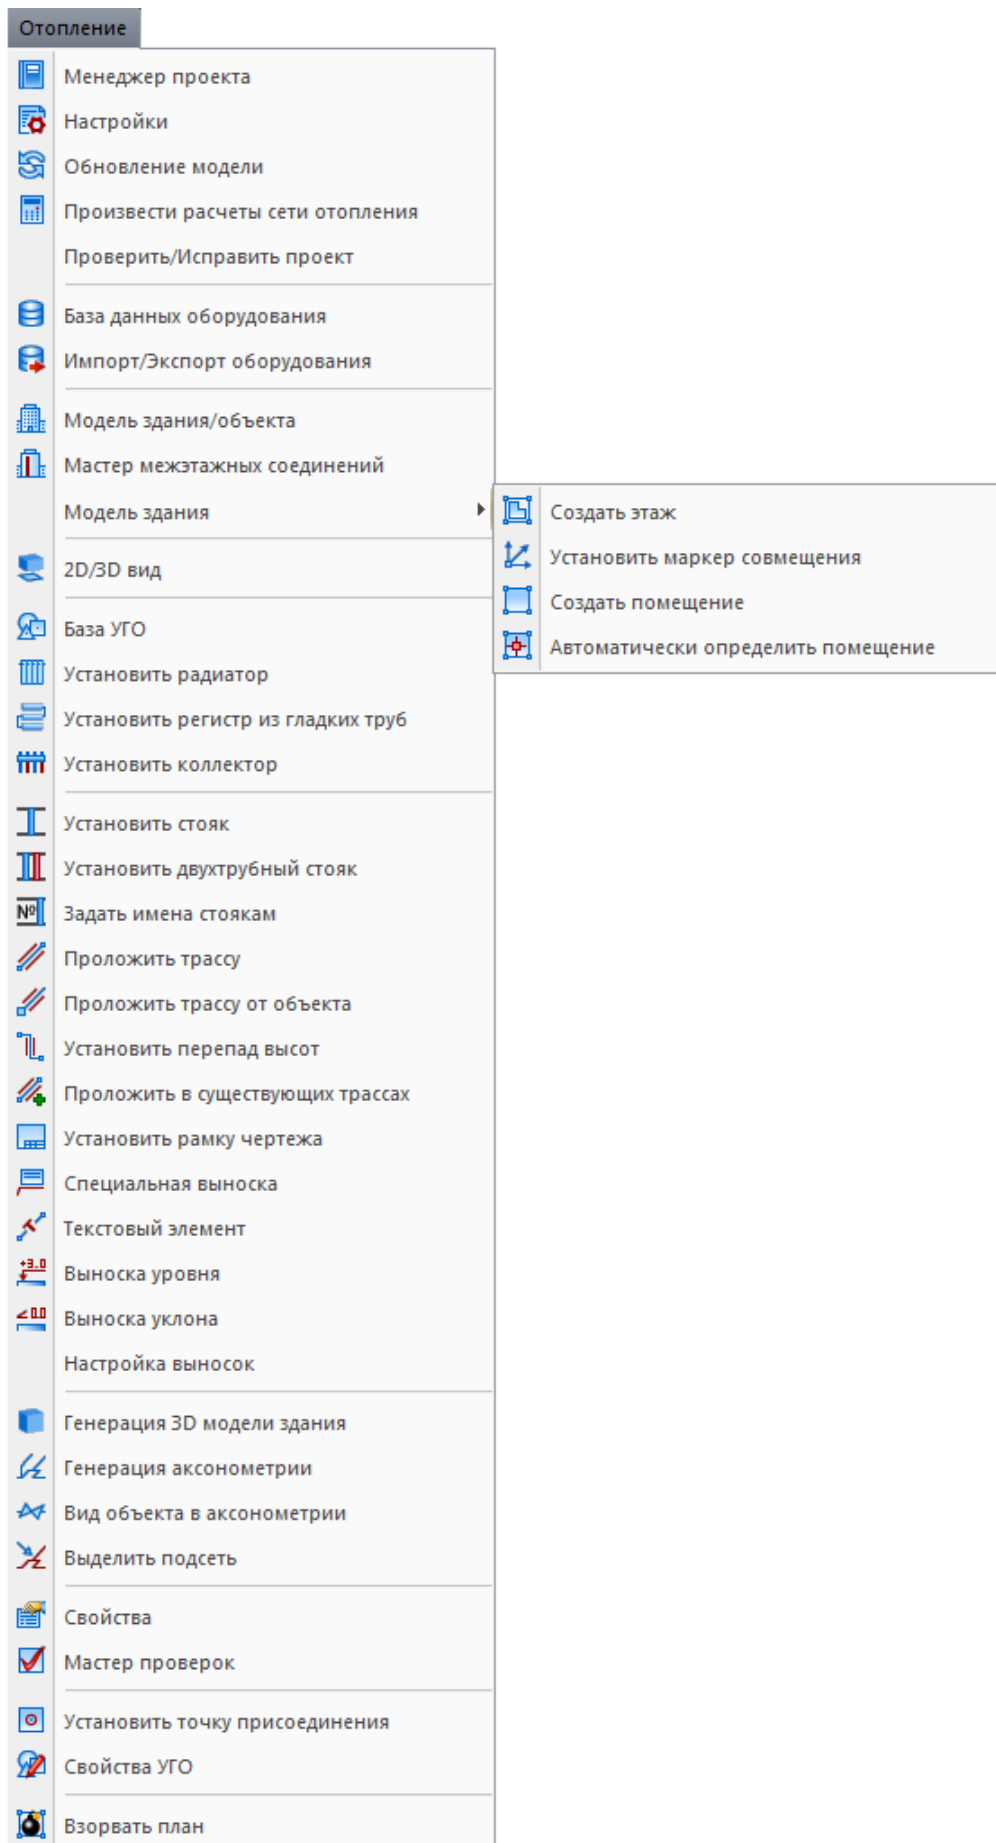 Отопление
Менеджер проекта
Настройки
Обновление модели
Произвести расчеты сети отопления
Проверить/Исправить проект
База данных оборудования
Импорт/Экспорт оборудования
Модель здания/объекта
Мастер межэтажных соединений
Модель здания
Создать этаж
Установить маркер совмещения
Создать помещение
Автоматически определить помещение
2D/3D вид
База УГО
Установить радиатор
Установить регистр из гладких труб
Установить коллектор
Установить стояк
Установить двухтрубный стояк
№ Задать имена стоякам
Проложить трассу
Проложить трассу от объекта
Установить перепад высот
Проложить в существующих трассах
Установить рамку чертежа
Специальная выноска
Текстовый элемент
+3.0 Выноска уровня
0.0 Выноска уклона
Настройка выносок
Генерация 3D модели здания
Генерация аксонометрии
Вид объекта в аксонометрии
Выделить подсеть
Свойства
Мастер проверок
Установить точку присоединения
Свойства УГО
Взорвать план